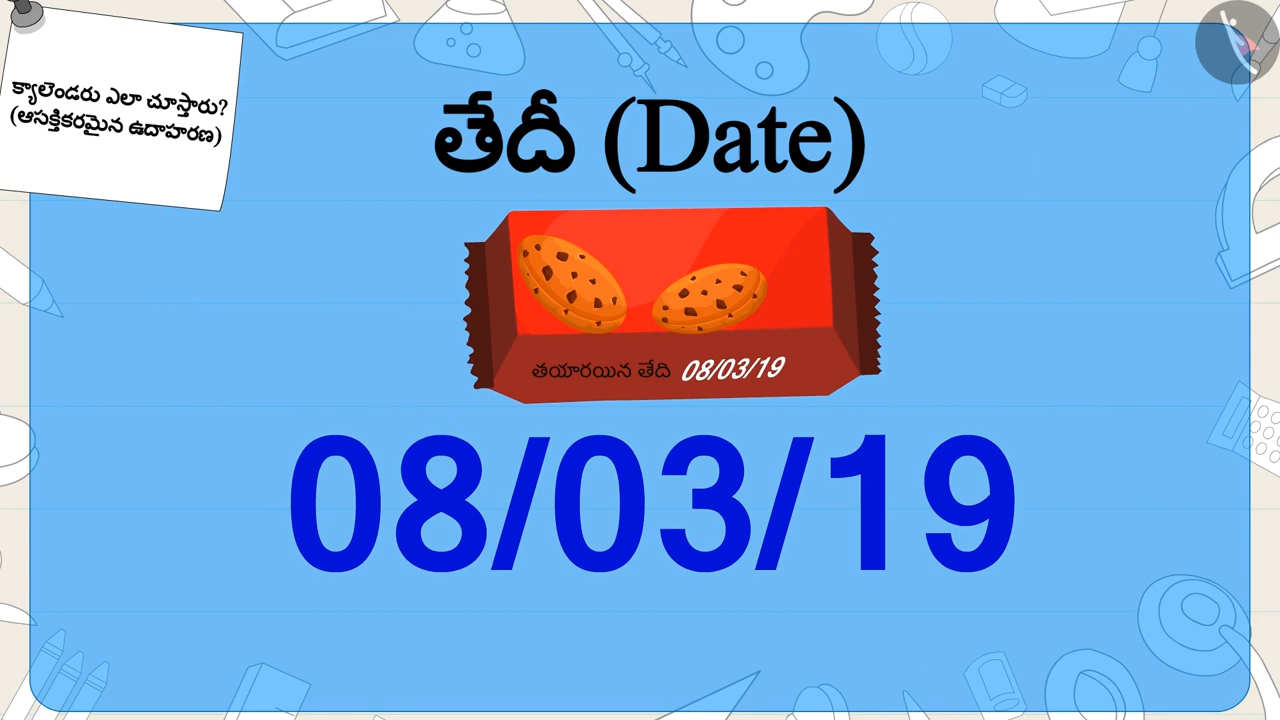 క్యాలెండరు ఎలా చూస్తారు?
(ఆసక్తికరమైన ఉదాహరణ)
తేదీ (Date)
తయారయిన తేది 08/03/19
08/03/19